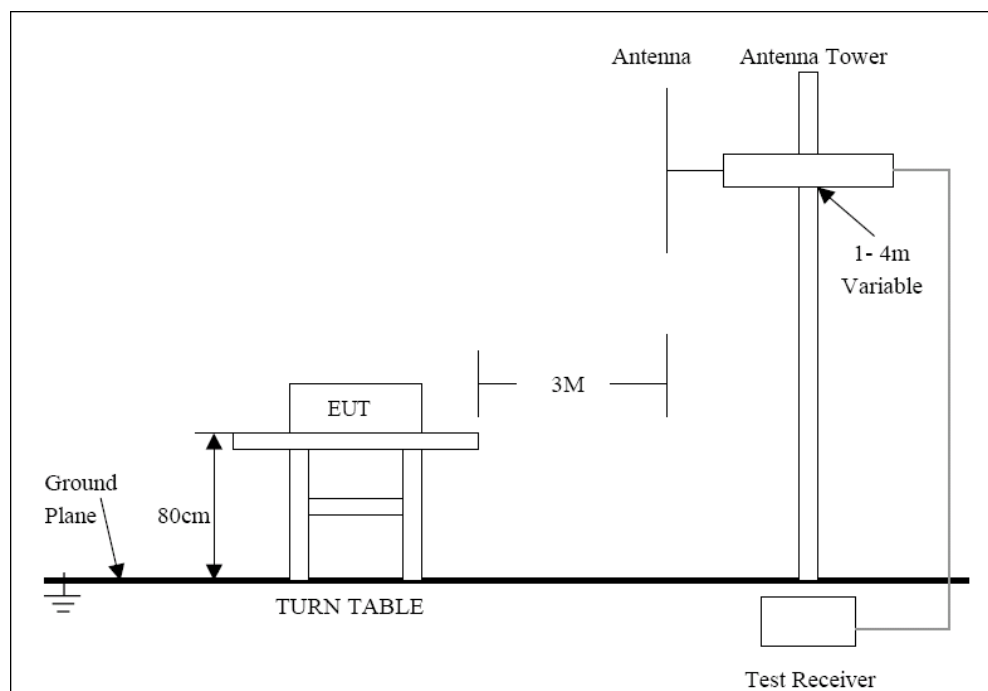 Antenna
Antenna Tower
1- 4m
Variable
3M
EUT
Ground
Plane
80cm
TURN TABLE
Test Receiver